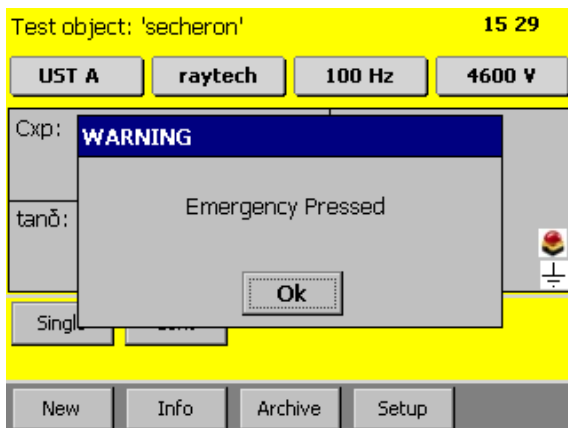 Test object: 'secheron' 15 29
UST A raytech 100 Hz 4600 V
Cxp:
WARNING
Emergency Pressed
tanδ:
Ok
New Info Archive Setup